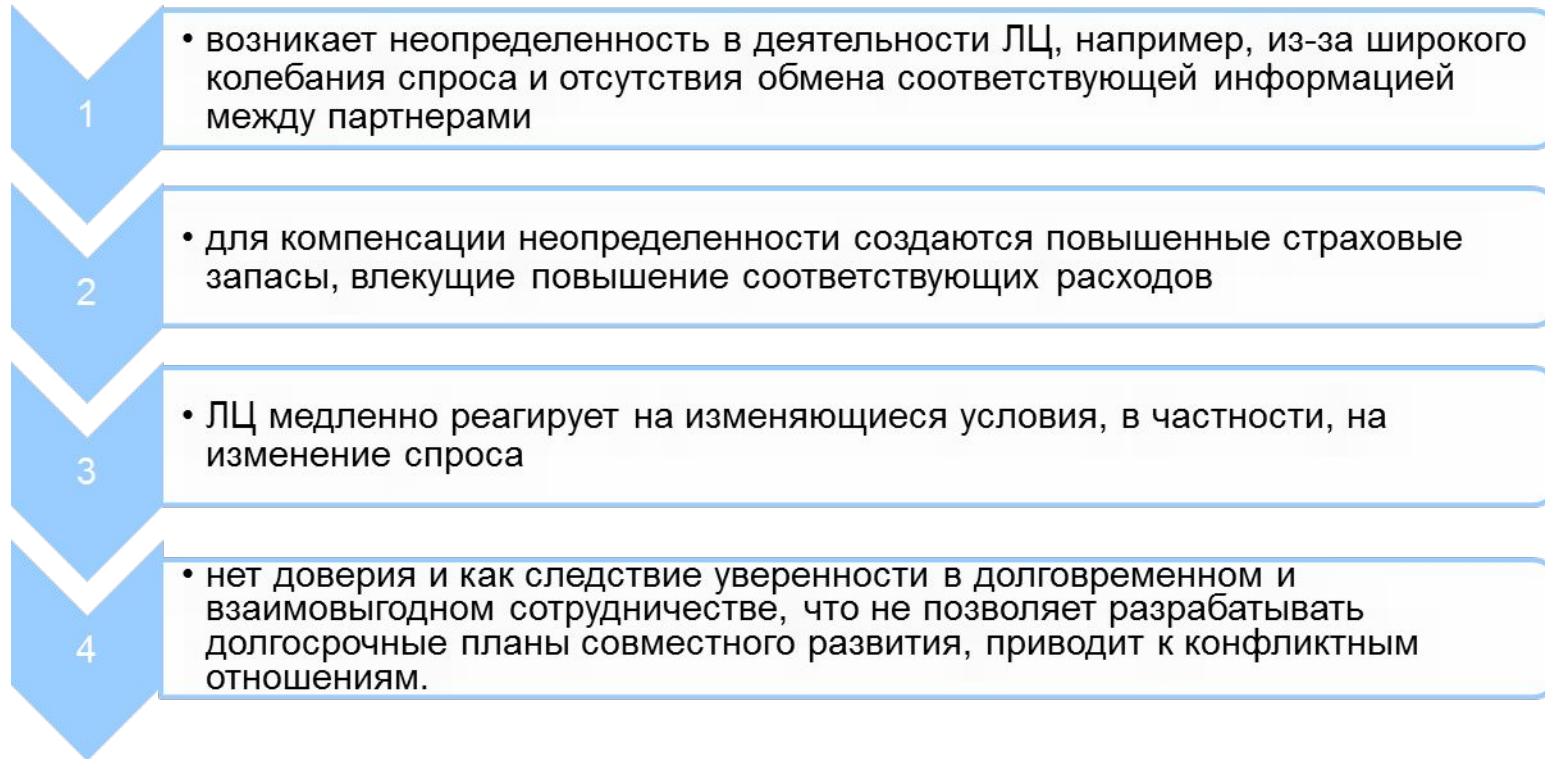 1
• возникает неопределенность в деятельности ЛЦ, например, из-за широкого
колебания спроса и отсутствия обмена соответствующей информацией
между партнерами
2
• для компенсации неопределенности создаются повышенные страховые
запасы, влекущие повышение соответствующих расходов
3
• ЛЦ медленно реагирует на изменяющиеся условия, в частности, на
изменение спроса
4
• нет доверия и как следствие уверенности в долговременном и
взаимовыгодном сотрудничестве, что не позволяет разрабатывать
долгосрочные планы совместного развития, приводит к конфликтным
отношениям.